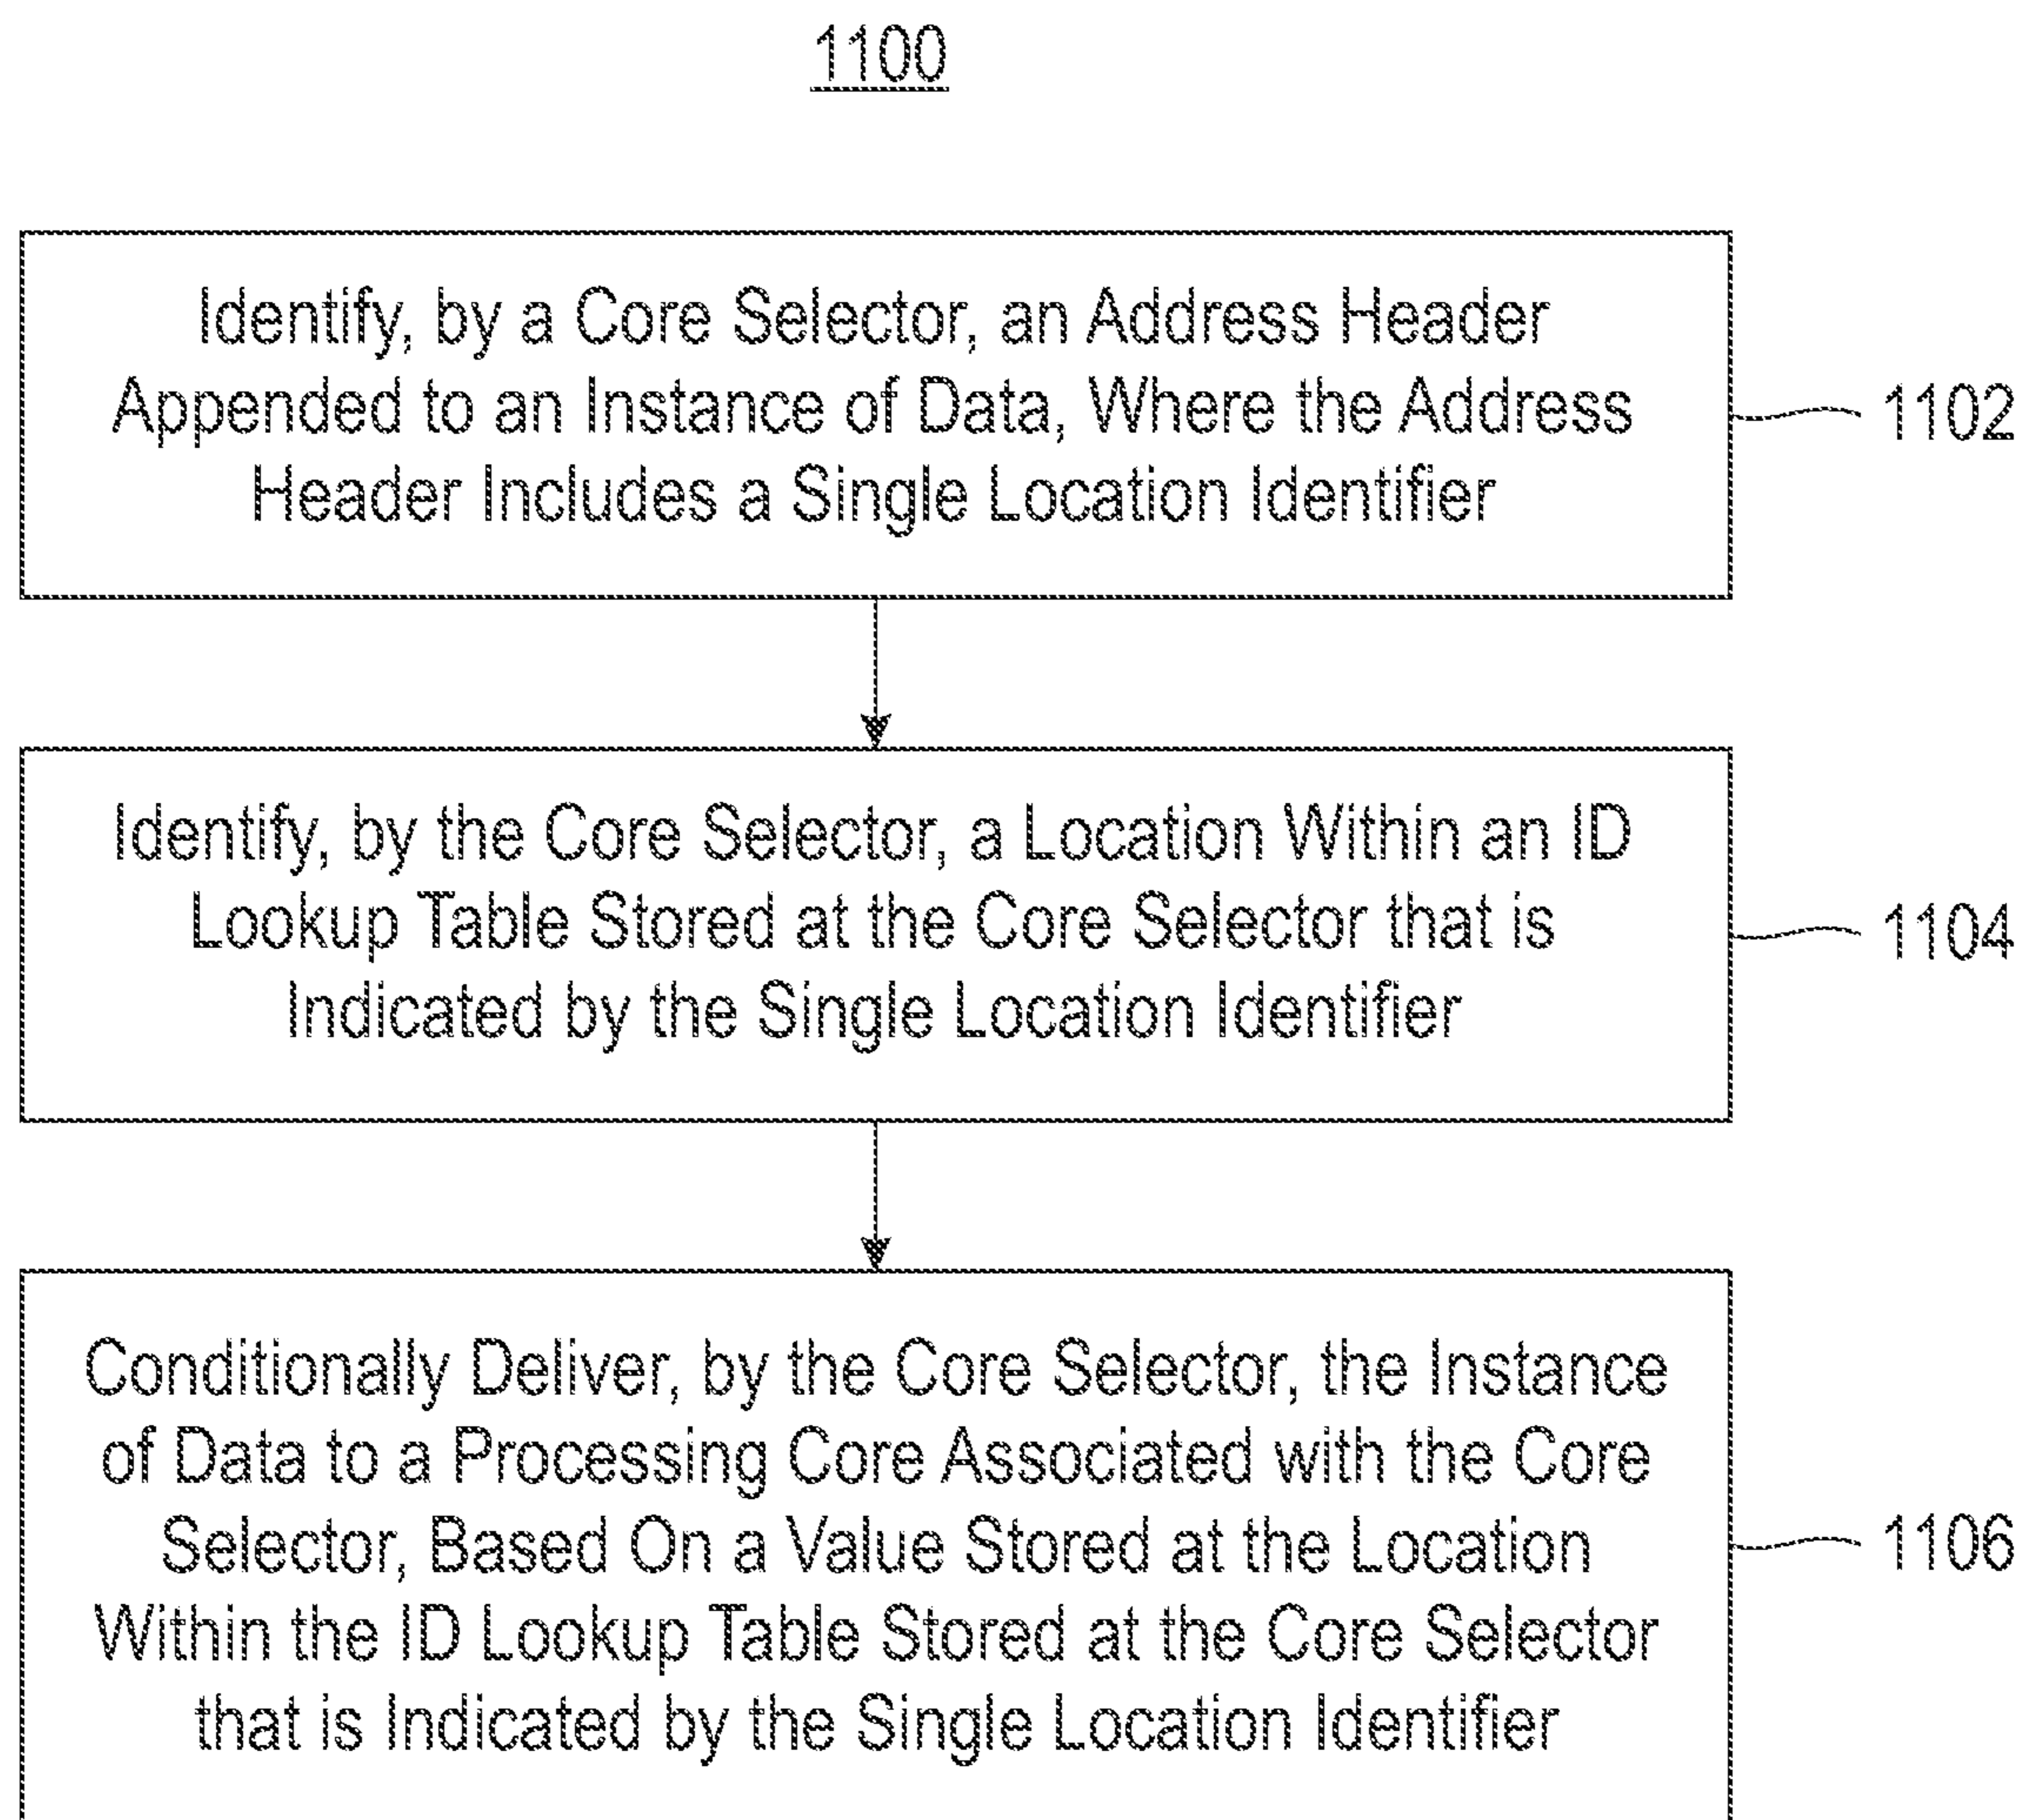 1100
Identify, by a Core Selector, an Address Header
Appended to an Instance of Data, Where the Address
Header Includes a Single Location Identifier
1102
Identify, by the Core Selector, a Location Within an ID
Lookup Table Stored at the Core Selector that is
Indicated by the Single Location Identifier
1104
Conditionally Deliver, by the Core Selector, the Instance
of Data to a Processing Core Associated with the Core
Selector, Based On a Value Stored at the Location
Within the ID Lookup Table Stored at the Core Selector
that is Indicated by the Single Location Identifier
1106